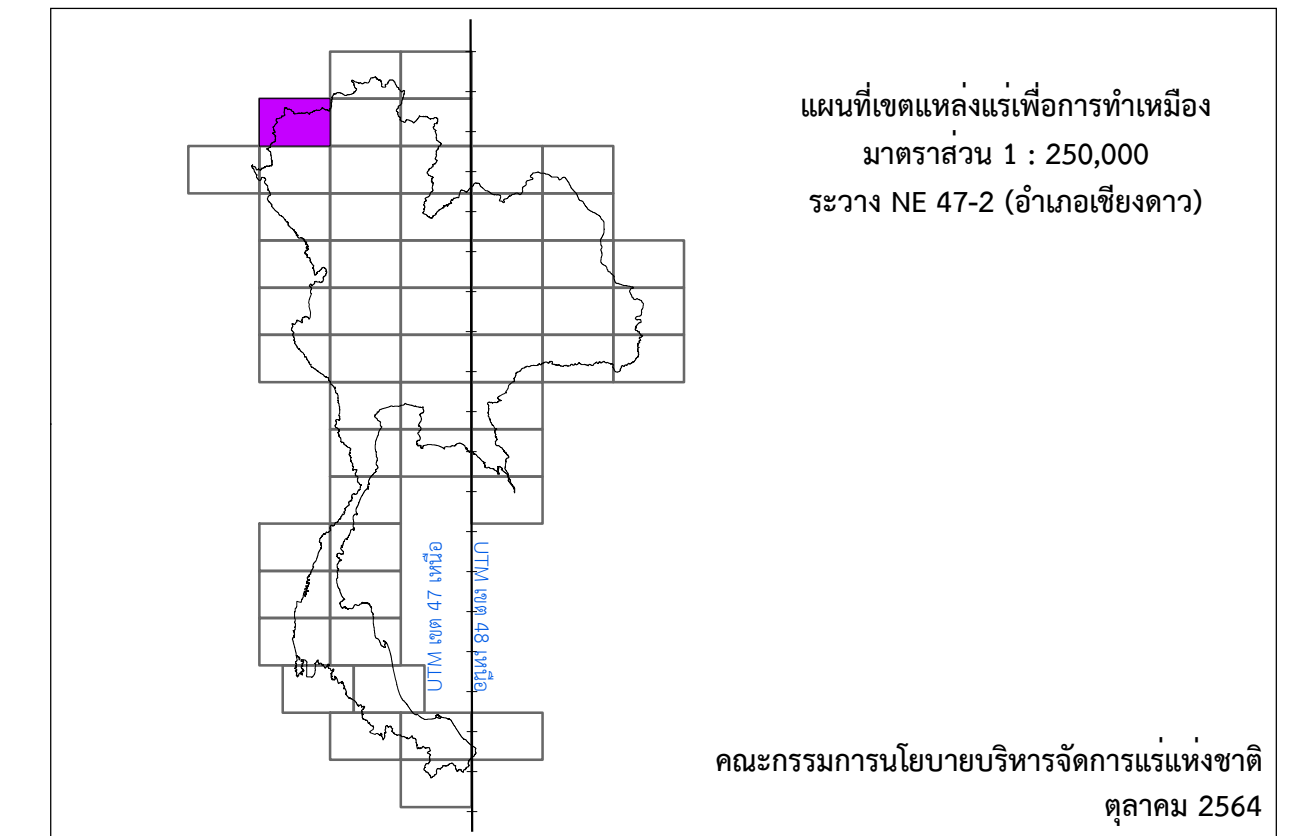 แผนที่เขตแหล่งแร่เพื่อการทำเหมือง
มาตราส่วน 1 : 250,000
ระวาง NE 47-2 (อำเภอเชียงดาว)
UTM เขต 47 เหนือ
UTM เขต 48 เหนือ
คณะกรรมการนโยบายบริหารจัดการแร่แห่งชาติ
ตุลาคม 2564